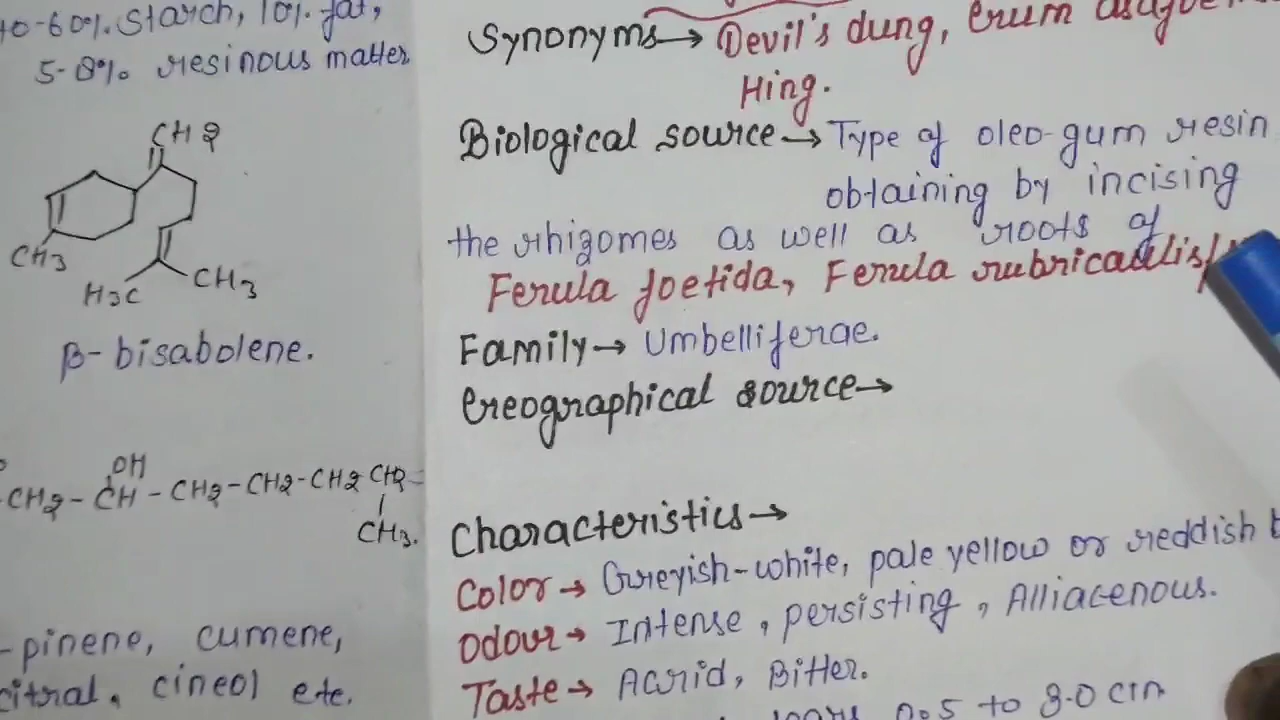 40-60%. Starch, 10%. fat,
5-8% resinous matter
CH2
CH3
H3C
CH3
β-bisabolene.
OH
CH2 - CH - CH2 - CH2 - CH2 CH2
CH3.
-pinene, cumene,
citral, cineol etc.
Synonyms → Devil's dung, Gum
Hing.
Biological source → Type of oleo-gum resin
obtaining by incising
the rhizomes as well as roots of
Ferula foetida, Ferula rubricaulis
Family → Umbelliferae.
Geographical source →
Characteristics →
Color → Greyish-white, pale yellow or reddish
Odour → Intense, persisting, Alliacenous.
Taste → Acrid, Bitter.
0.5 to 3.0 cm